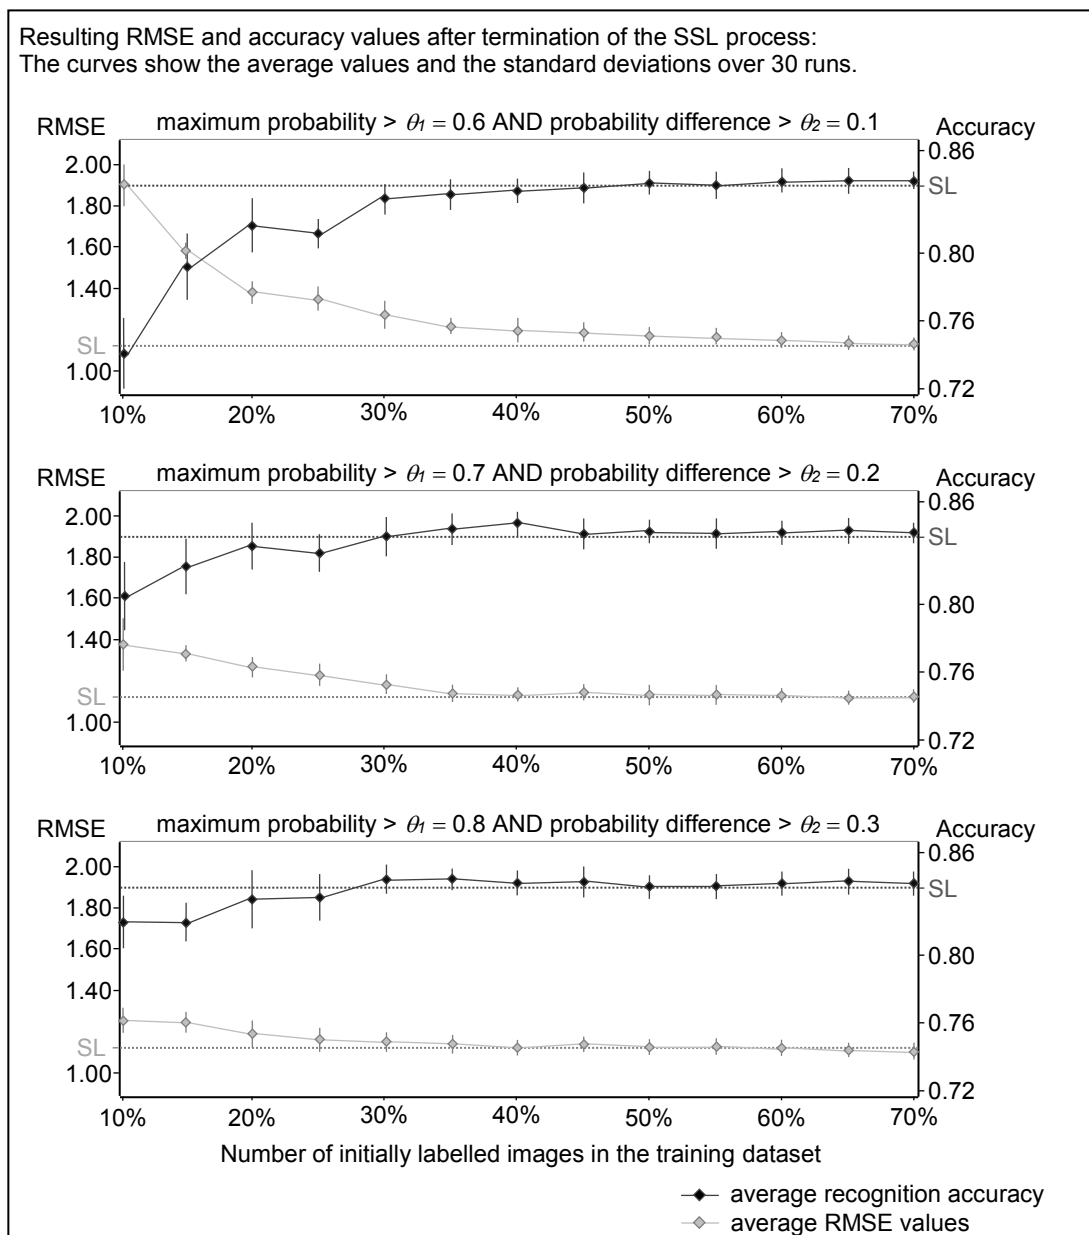 Resulting RMSE and accuracy values after termination of the SSL process:
The curves show the average values and the standard deviations over 30 runs.
RMSE maximum probability > θ1 = 0.6 AND probability difference > θ2 = 0.1 Accuracy
2.00 0.86
1.80 SL
1.60 0.80
1.40
SL 0.76
1.00
0.72
10% 20% 30% 40% 50% 60% 70%
RMSE maximum probability > θ1 = 0.7 AND probability difference > θ2 = 0.2 Accuracy
2.00 0.86
1.80 SL
1.60 0.80
1.40
SL 0.76
1.00
0.72
10% 20% 30% 40% 50% 60% 70%
RMSE maximum probability > θ1 = 0.8 AND probability difference > θ2 = 0.3 Accuracy
2.00 0.86
1.80 SL
1.60 0.80
1.40
SL 0.76
1.00
0.72
10% 20% 30% 40% 50% 60% 70%
Number of initially labelled images in the training dataset
average recognition accuracy
average RMSE values